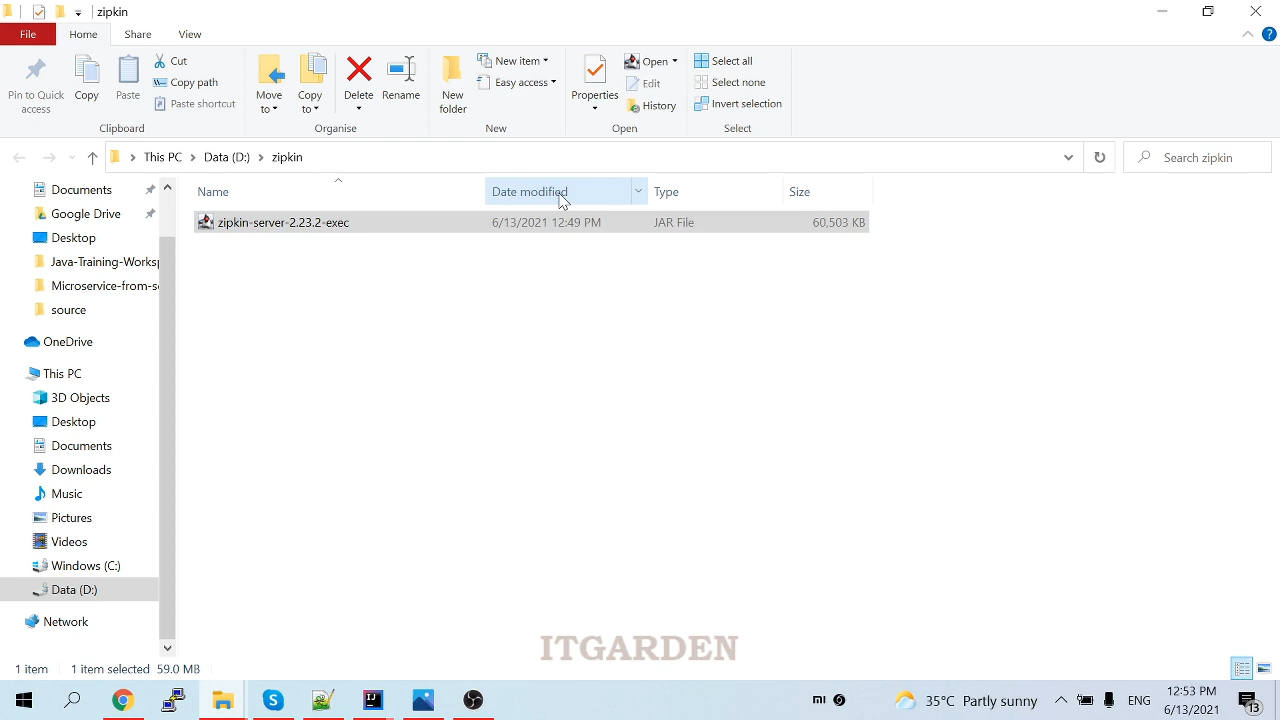 zipkin
File Home Share View
Pin to Quick access
Copy
Paste
Cut
Copy path
Paste shortcut
Clipboard
Move to
Copy to
Delete
Rename
Organise
New folder
New item
Easy access
New
Properties
Open
Edit
History
Open
Select all
Select none
Invert selection
Select
This PC > Data (D:) > zipkin
Search zipkin
Name Date modified Type Size
zipkin-server-2.23.2-exec 6/13/2021 12:49 PM JAR File 60,503 KB
Documents
Google Drive
Desktop
Java-Training-Worksp
Microservice-from-s
source
OneDrive
This PC
3D Objects
Desktop
Documents
Downloads
Music
Pictures
Videos
Windows (C:)
Data (D:)
Network
ITGARDEN
1 item 1 item selected 59.0 MB
mi 35°C Partly sunny ENG 12:53 PM
6/13/2021
13